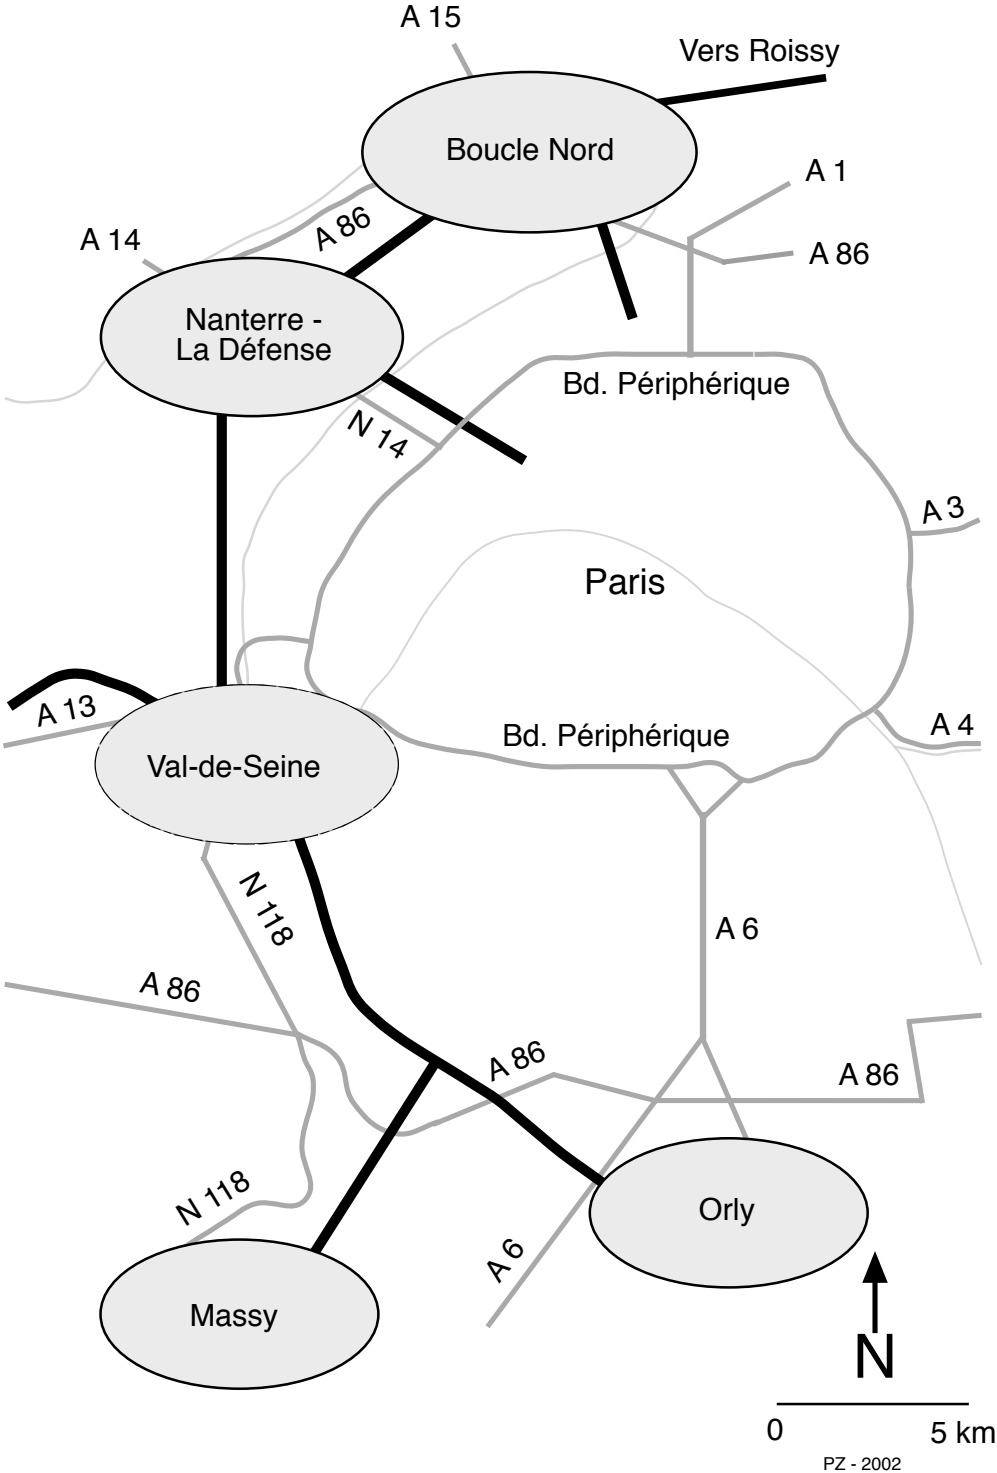 A 15
Vers Roissy
Boucle Nord
A 1
A 86
A 14
A 86
Nanterre -
La Défense
Bd. Périphérique
N 14
A 3
Paris
A 13
A 4
Bd. Périphérique
Val-de-Seine
N 118
A 6
A 86
A 86
A 86
N 118
Orly
A 6
Massy
N
0
5 km
PZ - 2002